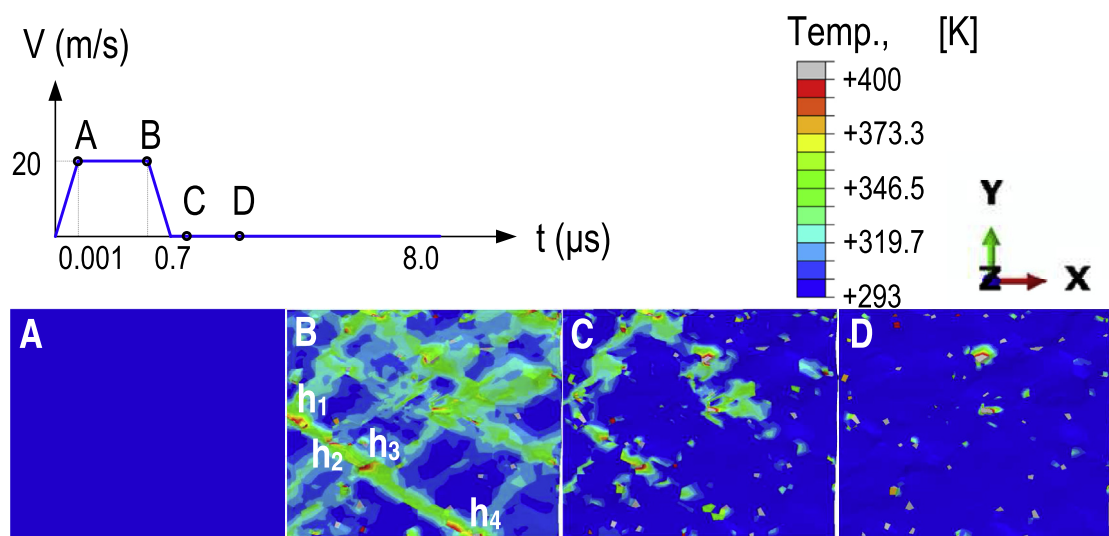 V (m/s)
A
B
20
C
D
0.001
0.7
8.0
t (μs)
Temp., [K]
+400
+373.3
+346.5
+319.7
+293
Y
Z
X
A
B
C
D
h1
h2
h3
h4